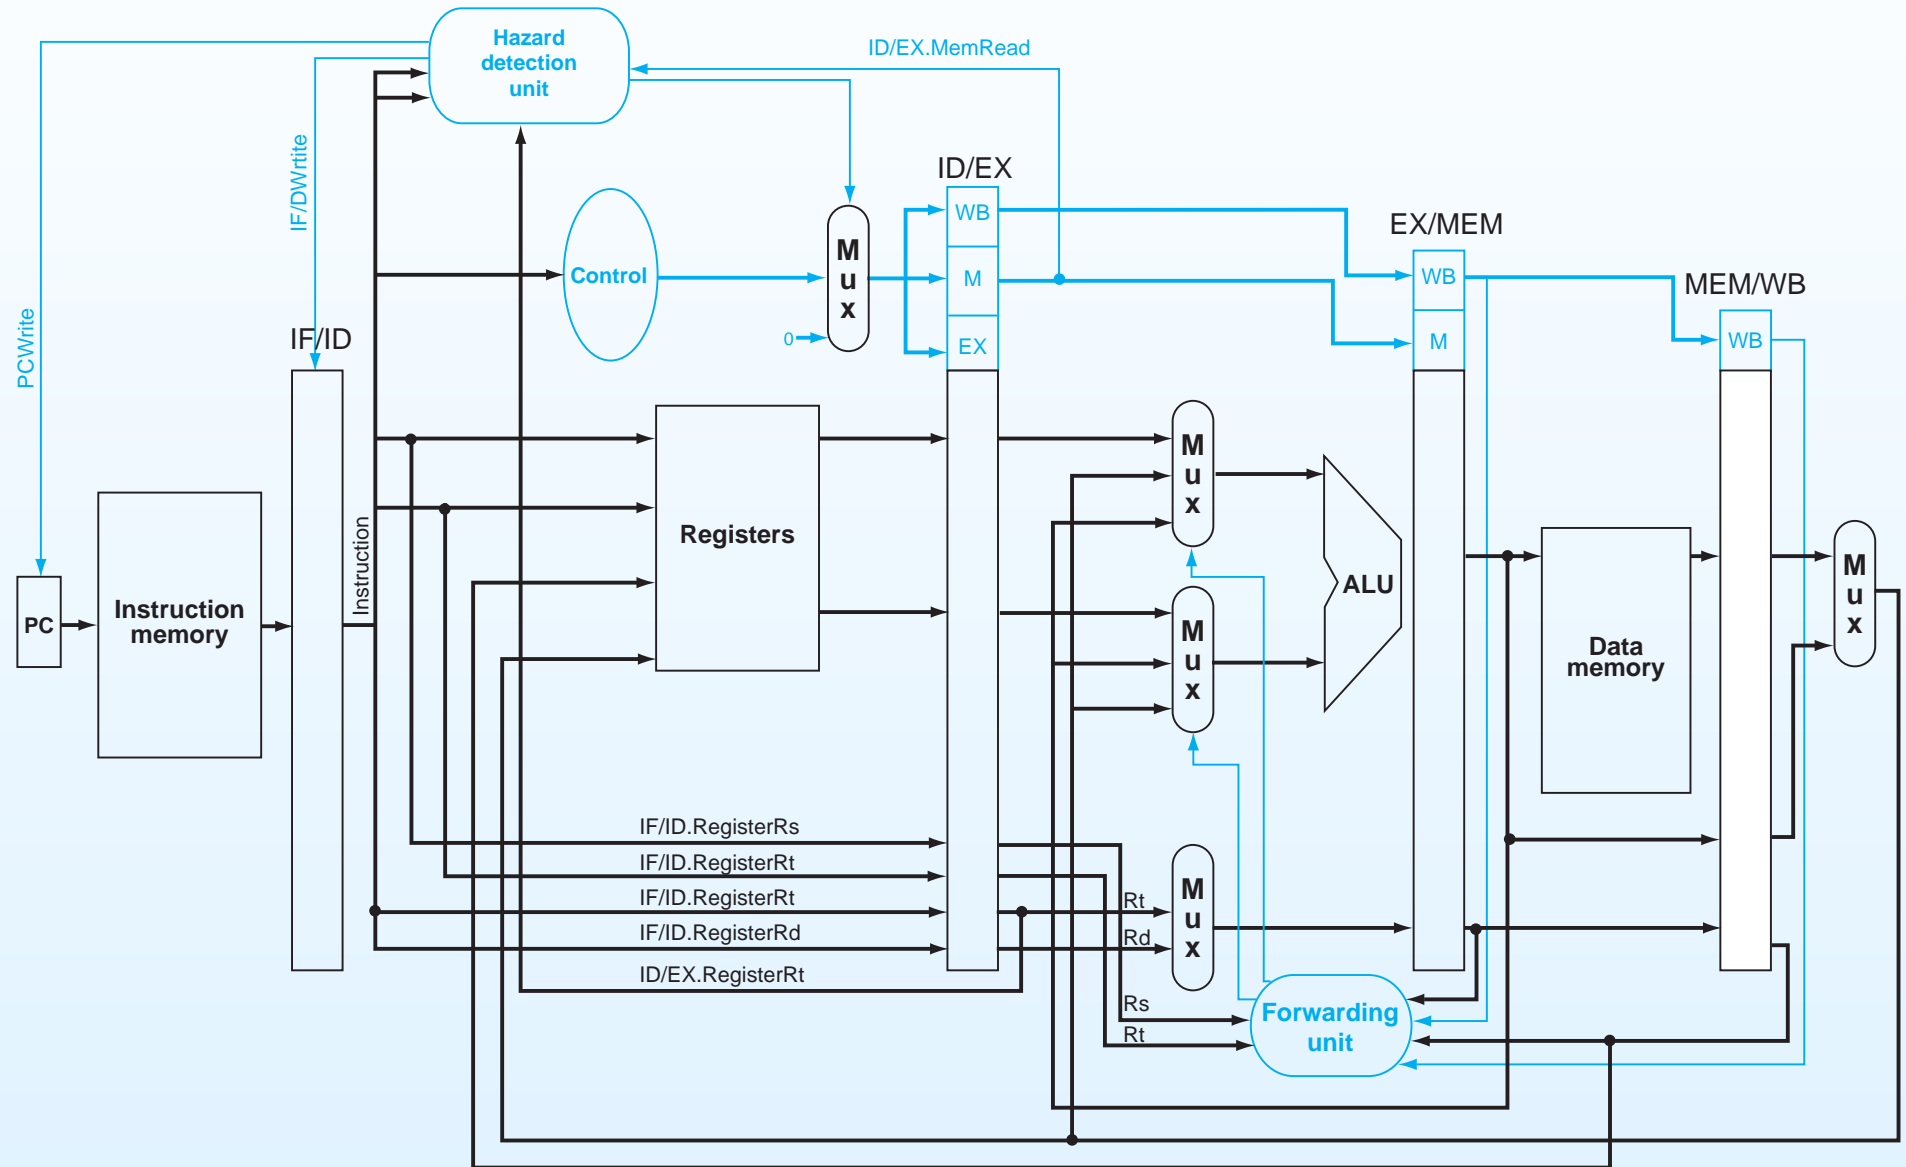 Hazard
detection
unit
ID/EX.MemRead
IF/DWrtite
PCWrite
ID/EX
WB
M
EX
Control
0
M
u
x
EX/MEM
WB
M
MEM/WB
WB
IF/ID
PC
Instruction
memory
Instruction
Registers
M
u
x
M
u
x
ALU
Data
memory
M
u
x
IF/ID.RegisterRs
IF/ID.RegisterRt
IF/ID.RegisterRt
IF/ID.RegisterRd
ID/EX.RegisterRt
Rt
Rd
M
u
x
Rs
Rt
Forwarding
unit